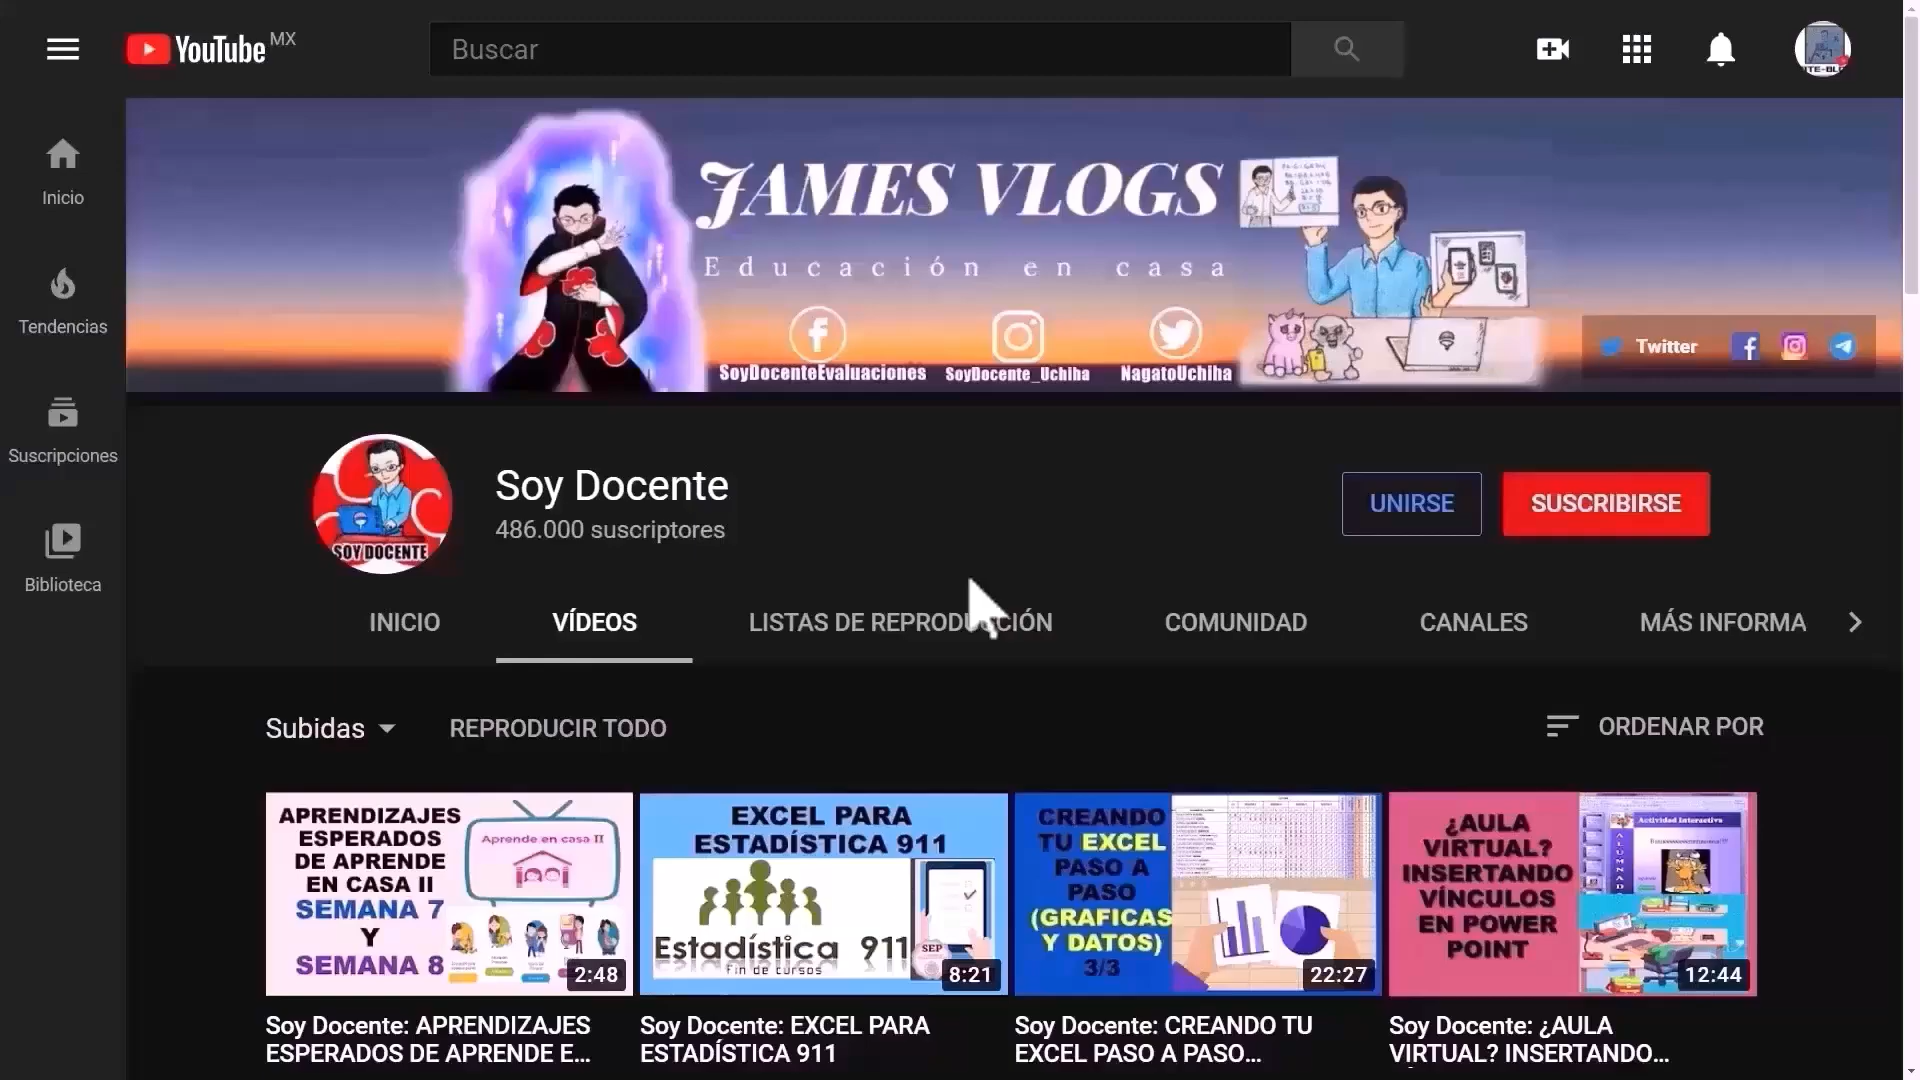 YouTube MX
Buscar
Inicio
Tendencias
Suscripciones
Biblioteca
JAMES VLOGS
Educación en casa
SoyDocenteEvaluaciones
SoyDocente_Uchiha
NagatoUchiha
Twitter
SOY DOCENTE
Soy Docente
486.000 suscriptores
UNIRSE
SUSCRIBIRSE
INICIO
VÍDEOS
LISTAS DE REPRODUCCIÓN
COMUNIDAD
CANALES
MÁS INFORMA
Subidas
REPRODUCIR TODO
ORDENAR POR
APRENDIZAJES
ESPERADOS
DE APRENDE
EN CASA II
SEMANA 7
Y
SEMANA 8
Aprende en casa II
2:48
EXCEL PARA
ESTADÍSTICA 911
Estadística 911
Fin de cursos
SEP
8:21
CREANDO
TU EXCEL
PASO A
PASO
(GRAFICAS
Y DATOS)
3/3
22:27
¿AULA
VIRTUAL?
INSERTANDO
VÍNCULOS
EN POWER
POINT
Actividad Interactiva
12:44
Soy Docente: APRENDIZAJES
ESPERADOS DE APRENDE E...
Soy Docente: EXCEL PARA
ESTADÍSTICA 911
Soy Docente: CREANDO TU
EXCEL PASO A PASO...
Soy Docente: ¿AULA
VIRTUAL? INSERTANDO...